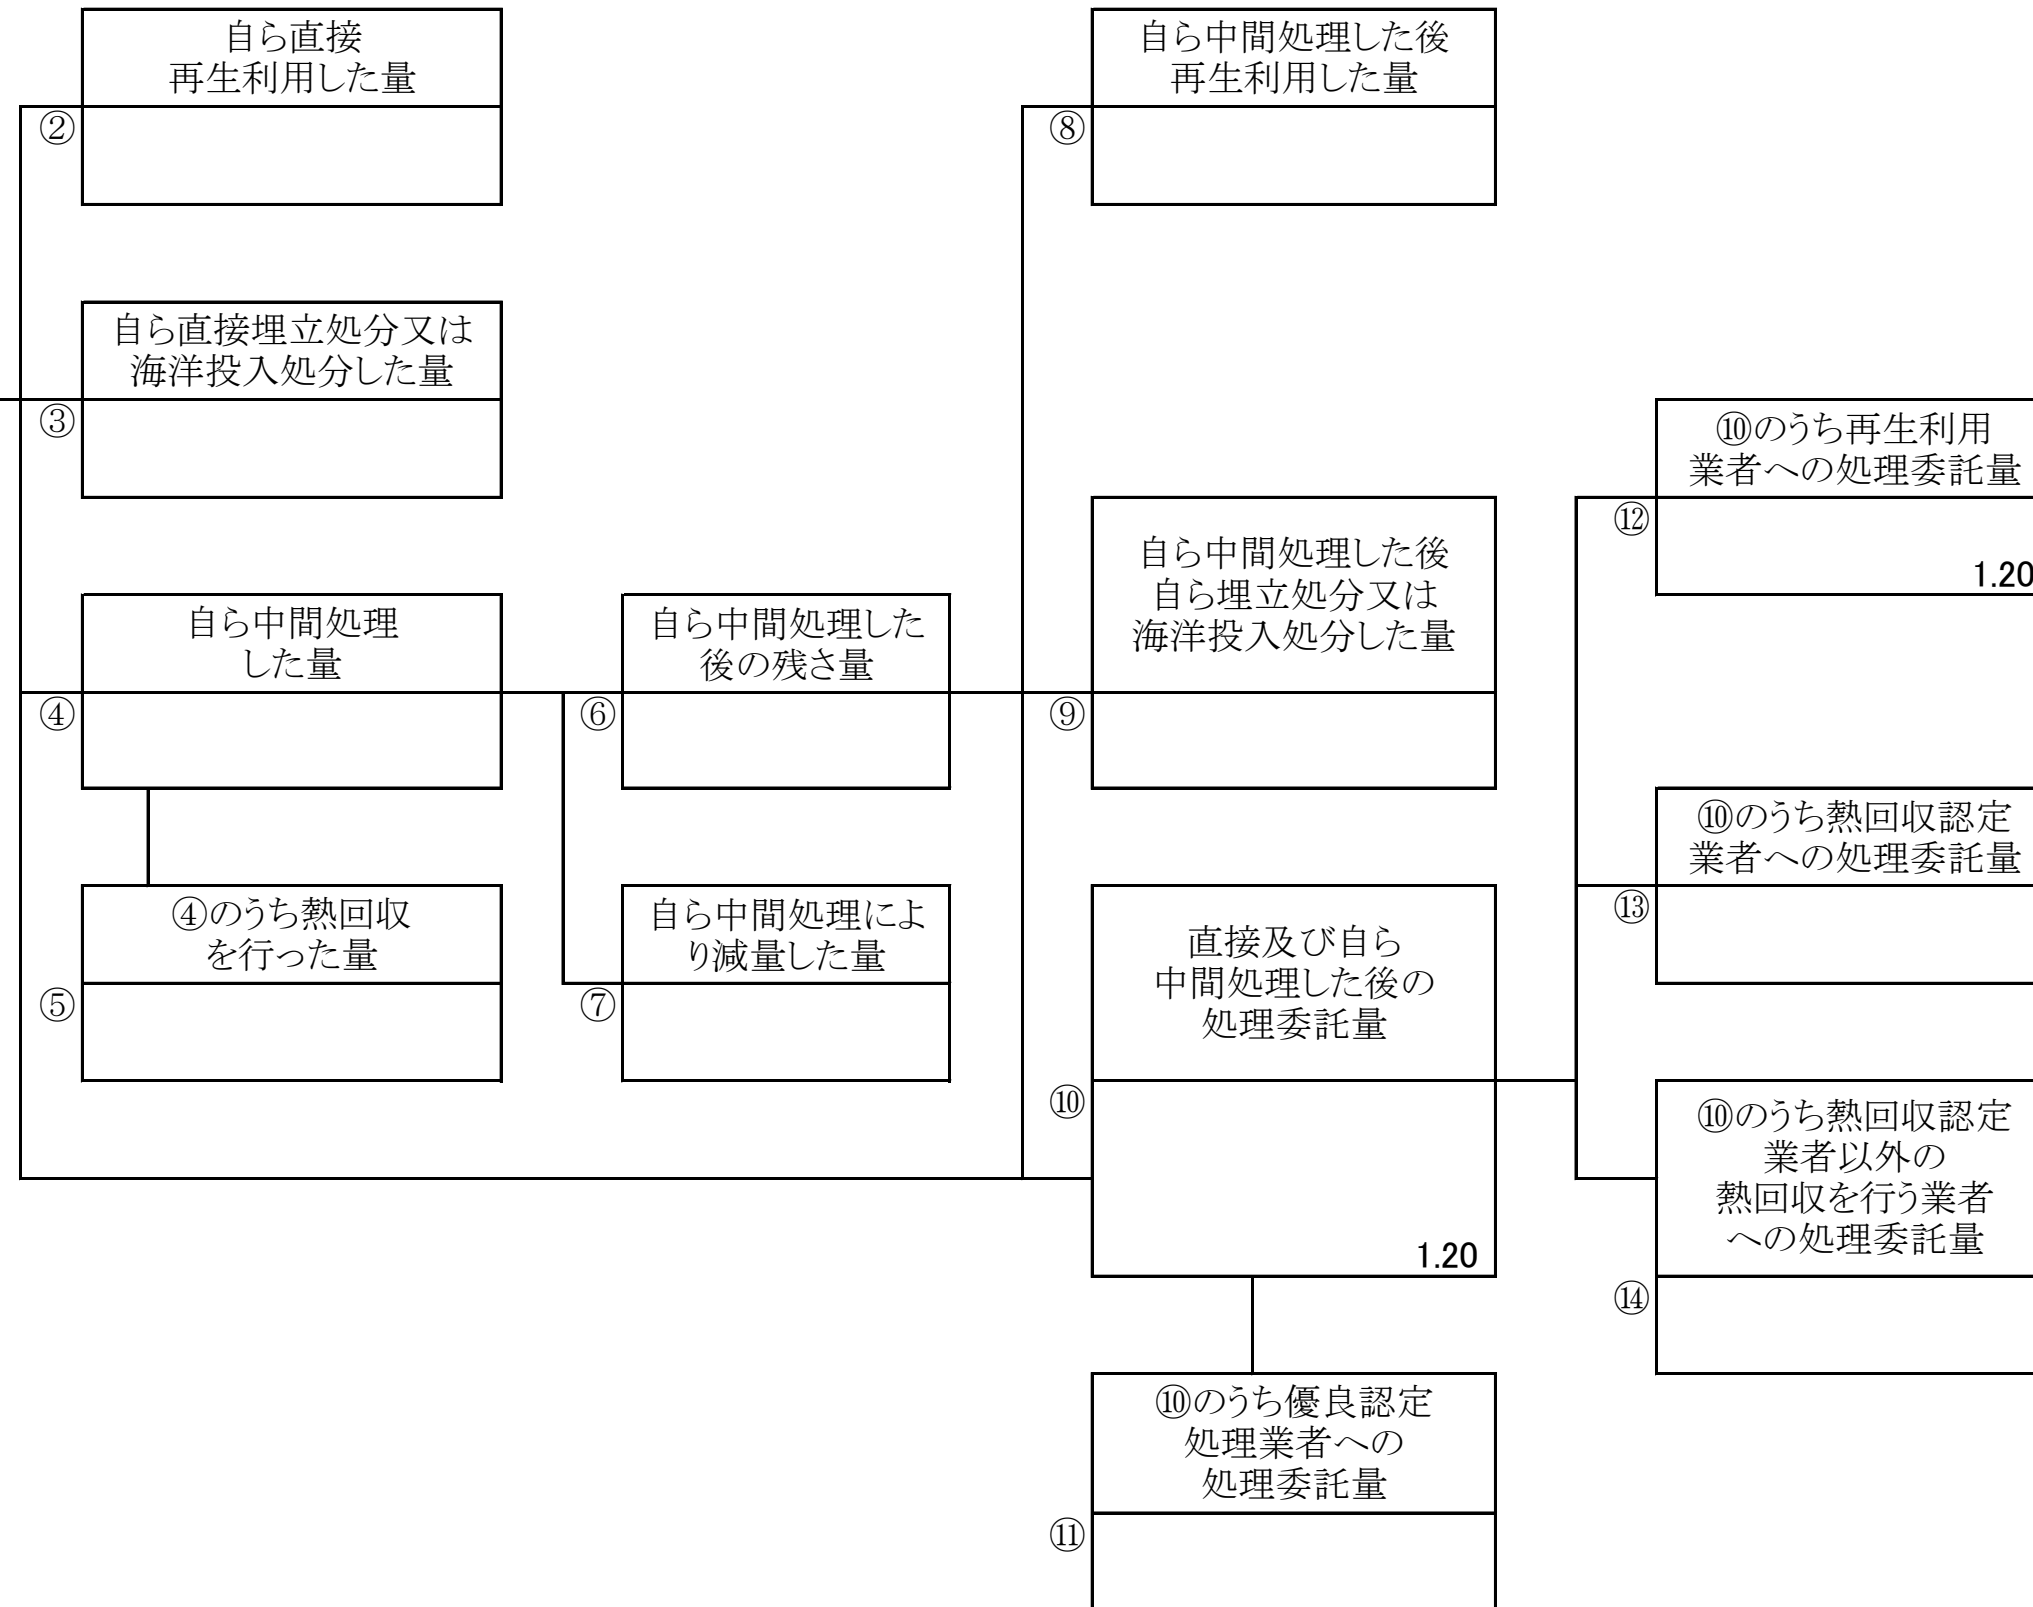 自ら直接
再生利用した量
②
自ら中間処理した後
再生利用した量
⑧
自ら直接埋立処分又は
海洋投入処分した量
③
⑩のうち再生利用
業者への処理委託量
⑫
1.20
自ら中間処理した後
自ら埋立処分又は
海洋投入処分した量
⑨
自ら中間処理
した量
④
自ら中間処理した
後の残さ量
⑥
⑩のうち熱回収認定
業者への処理委託量
⑬
④のうち熱回収
を行った量
⑤
自ら中間処理によ
り減量した量
⑦
直接及び自ら
中間処理した後の
処理委託量
⑩
1.20
⑩のうち熱回収認定
業者以外の
熱回収を行う業者
への処理委託量
⑭
⑩のうち優良認定
処理業者への
処理委託量
⑪